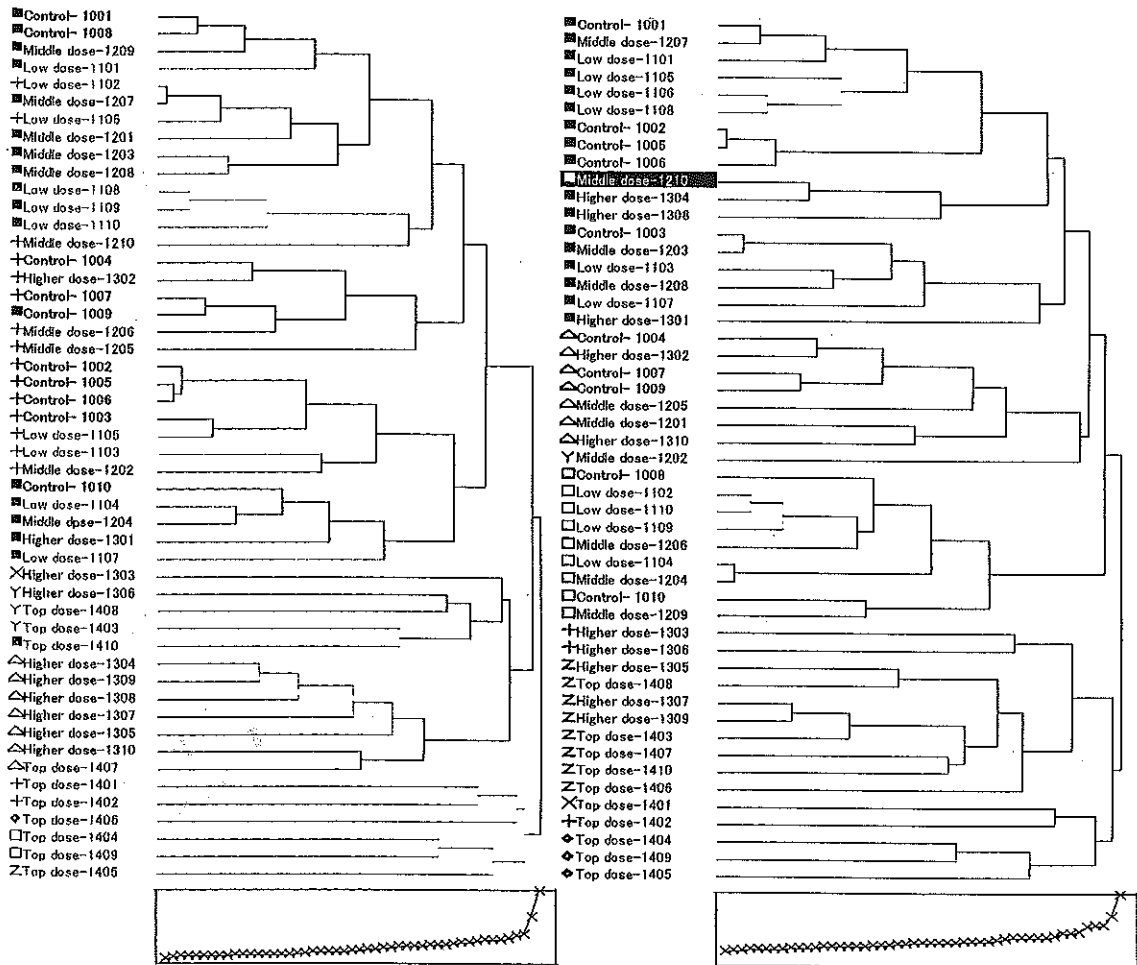 Control- 1001
Control- 1008
Middle dose-1209
Low dose-1101
Low dose-1102
Middle dose-1207
Low dose-1106
Middle dose-1201
Middle dose-1203
Middle dose-1208
Low dose-1108
Low dose-1109
Low dose-1110
Middle dose-1210
Control- 1004
Higher dose-1302
Control- 1007
Control- 1009
Middle dose-1206
Middle dose-1205
Control- 1002
Control- 1005
Control- 1006
Control- 1003
Low dose-1105
Low dose-1103
Middle dose-1202
Control- 1010
Low dose-1104
Middle dose-1204
Higher dose-1301
Low dose-1107
Higher dose-1303
Higher dose-1306
Top dose-1408
Top dose-1403
Top dose-1410
Higher dose-1304
Higher dose-1309
Higher dose-1308
Higher dose-1307
Higher dose-1305
Higher dose-1310
Top dose-1407
Top dose-1401
Top dose-1402
Top dose-1406
Top dose-1404
Top dose-1409
Top dose-1405
Control- 1001
Middle dose-1207
Low dose-1101
Low dose-1105
Low dose-1106
Low dose-1108
Control- 1002
Control- 1005
Control- 1006
Middle dose-1210
Higher dose-1304
Higher dose-1308
Control- 1003
Middle dose-1203
Low dose-1103
Middle dose-1208
Low dose-1107
Higher dose-1301
Control- 1004
Higher dose-1302
Control- 1007
Control- 1009
Middle dose-1205
Middle dose-1201
Higher dose-1310
Middle dose-1202
Control- 1008
Low dose-1102
Low dose-1110
Low dose-1109
Middle dose-1206
Low dose-1104
Middle dose-1204
Control- 1010
Middle dose-1209
Higher dose-1303
Higher dose-1306
Higher dose-1305
Top dose-1408
Higher dose-1307
Higher dose-1309
Top dose-1403
Top dose-1407
Top dose-1410
Top dose-1406
Top dose-1401
Top dose-1402
Top dose-1404
Top dose-1409
Top dose-1405